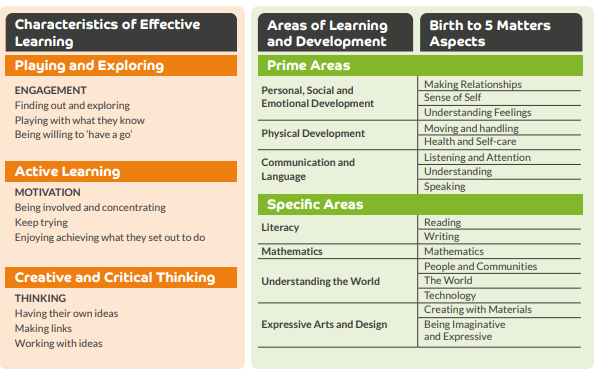 Characteristics of Effective
Learning
Playing and Exploring
ENGAGEMENT
Finding out and exploring
Playing with what they know
Being willing to ‘have a go’
Active Learning
MOTIVATION
Being involved and concentrating
Keep trying
Enjoying achieving what they set out to do
Creative and Critical Thinking
THINKING
Having their own ideas
Making links
Working with ideas
Areas of Learning
and Development
Birth to 5 Matters
Aspects
Prime Areas
Personal, Social and
Emotional Development
Making Relationships
Sense of Self
Understanding Feelings
Physical Development
Moving and handling
Health and Self-care
Communication and
Language
Listening and Attention
Understanding
Speaking
Specific Areas
Literacy
Reading
Writing
Mathematics
Mathematics
Understanding the World
People and Communities
The World
Technology
Expressive Arts and Design
Creating with Materials
Being Imaginative
and Expressive